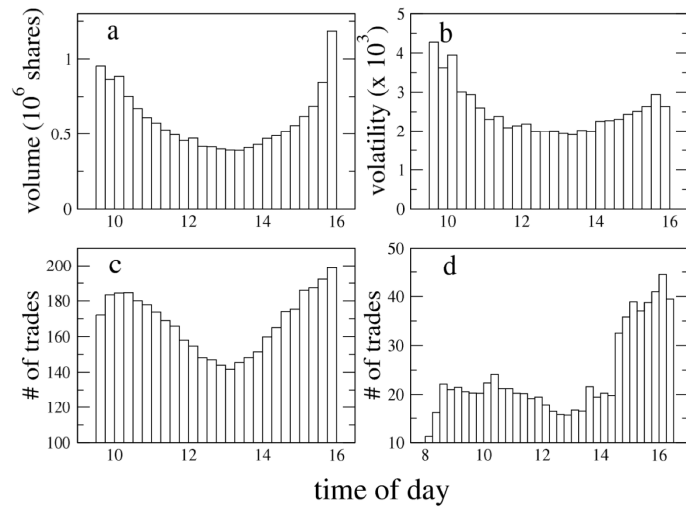 a
volume (10^6 shares)
1
0.5
0
10 12 14 16
b
volatility (x 10^3)
5
4
3
2
1
0
10 12 14 16
c
# of trades
200
180
160
140
120
100
10 12 14 16
d
# of trades
50
40
30
20
10
8 10 12 14 16
time of day